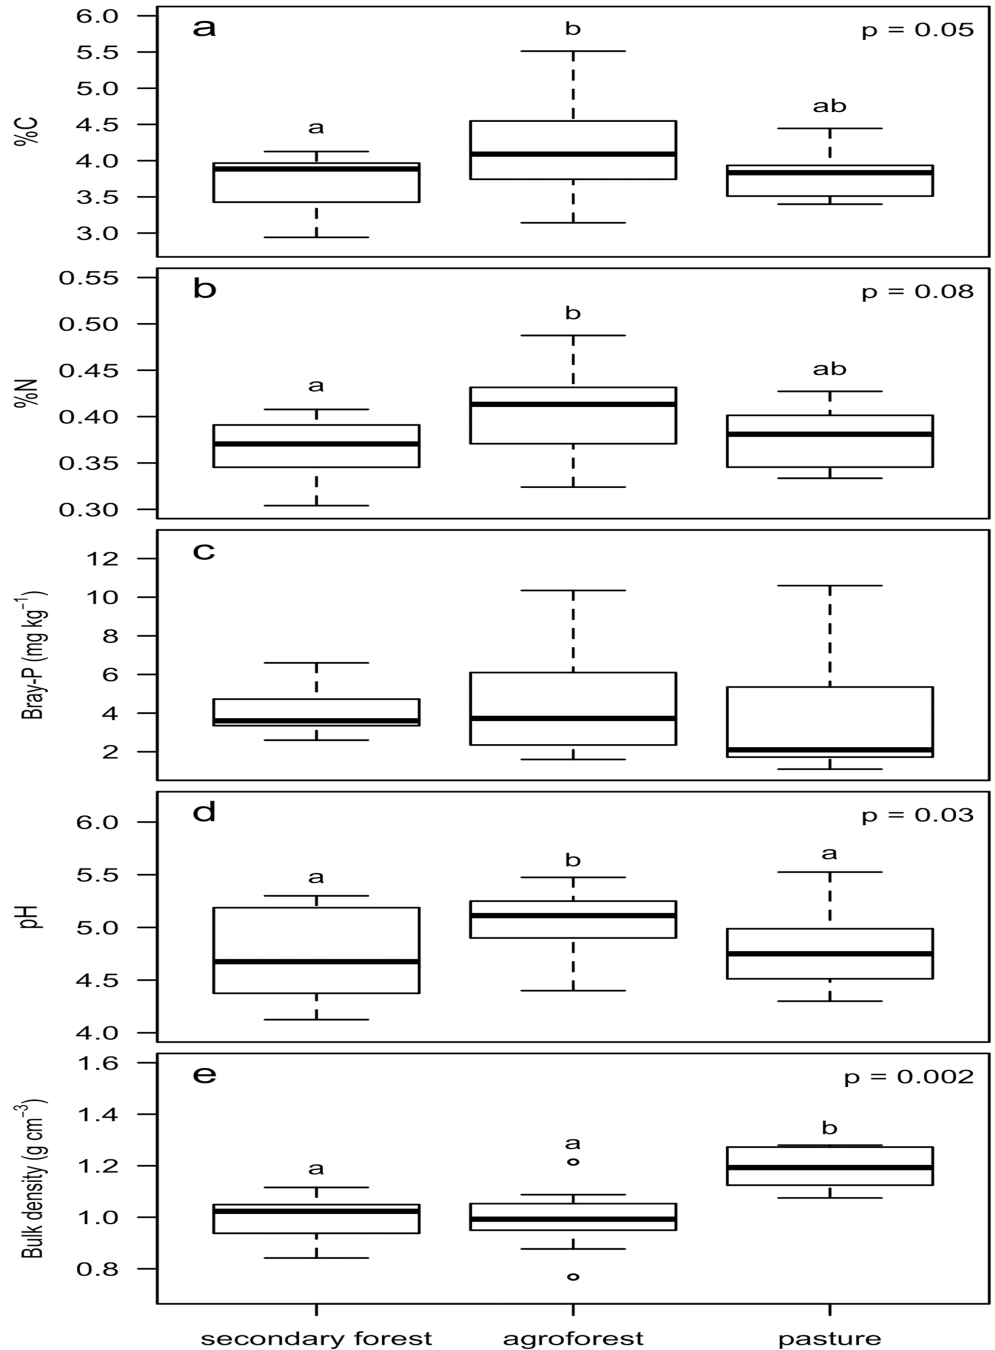 a
p = 0.05
%C
6.0
5.5
5.0
4.5
4.0
3.5
3.0
a
b
ab
b
p = 0.08
%N
0.55
0.50
0.45
0.40
0.35
0.30
a
b
ab
c
Bray-P (mg kg⁻¹)
12
10
8
6
4
2
d
p = 0.03
pH
6.0
5.5
5.0
4.5
4.0
a
b
a
e
p = 0.002
Bulk density (g cm⁻³)
1.6
1.4
1.2
1.0
0.8
a
a
b
secondary forest
agroforest
pasture